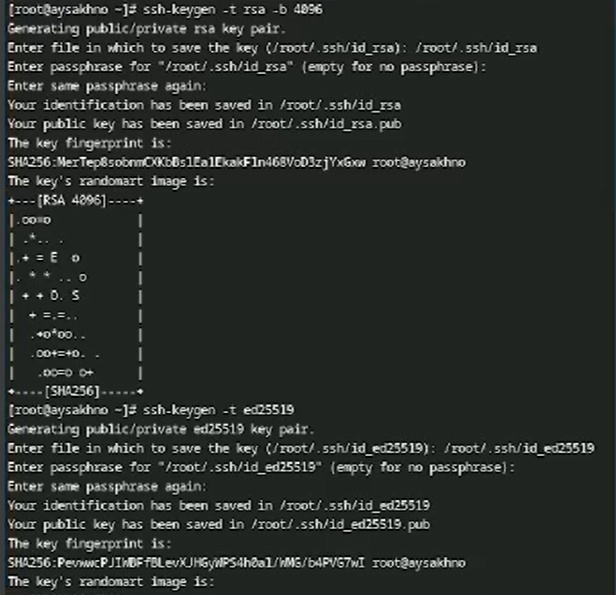 [root@aysakhno ~]# ssh-keygen -t rsa -b 4096
Generating public/private rsa key pair.
Enter file in which to save the key (/root/.ssh/id_rsa): /root/.ssh/id_rsa
Enter passphrase for "/root/.ssh/id_rsa" (empty for no passphrase):
Enter same passphrase again:
Your identification has been saved in /root/.ssh/id_rsa
Your public key has been saved in /root/.ssh/id_rsa.pub
The key fingerprint is:
root@aysakhno
The key's randomart image is:
+---[RSA 4096]----+
|.oo=o            |
| .*.. .          |
|.+ = E  o        |
|. * * .. o       |
| + + O. S        |
|  + =.=..        |
|  .+o*oo..       |
|  .oo+=+o. .     |
|   .oo=o o+      |
+----[SHA256]-----+
[root@aysakhno ~]# ssh-keygen -t ed25519
Generating public/private ed25519 key pair.
Enter file in which to save the key (/root/.ssh/id_ed25519): /root/.ssh/id_ed25519
Enter passphrase for "/root/.ssh/id_ed25519" (empty for no passphrase):
Enter same passphrase again:
Your identification has been saved in /root/.ssh/id_ed25519
Your public key has been saved in /root/.ssh/id_ed25519.pub
The key fingerprint is:
root@aysakhno
The key's randomart image is: